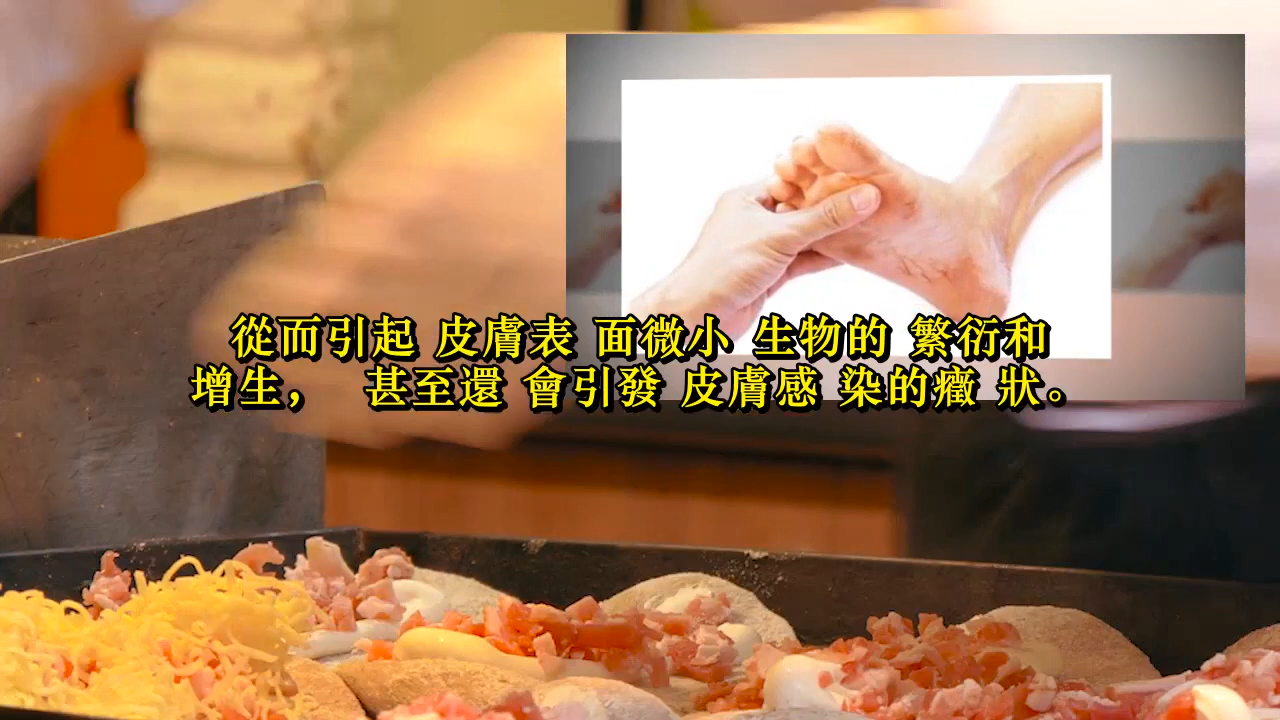 從而引起 皮膚表 面微小 生物的 繁衍和
增生， 甚至還 會引發 皮膚感 染的癥 狀。